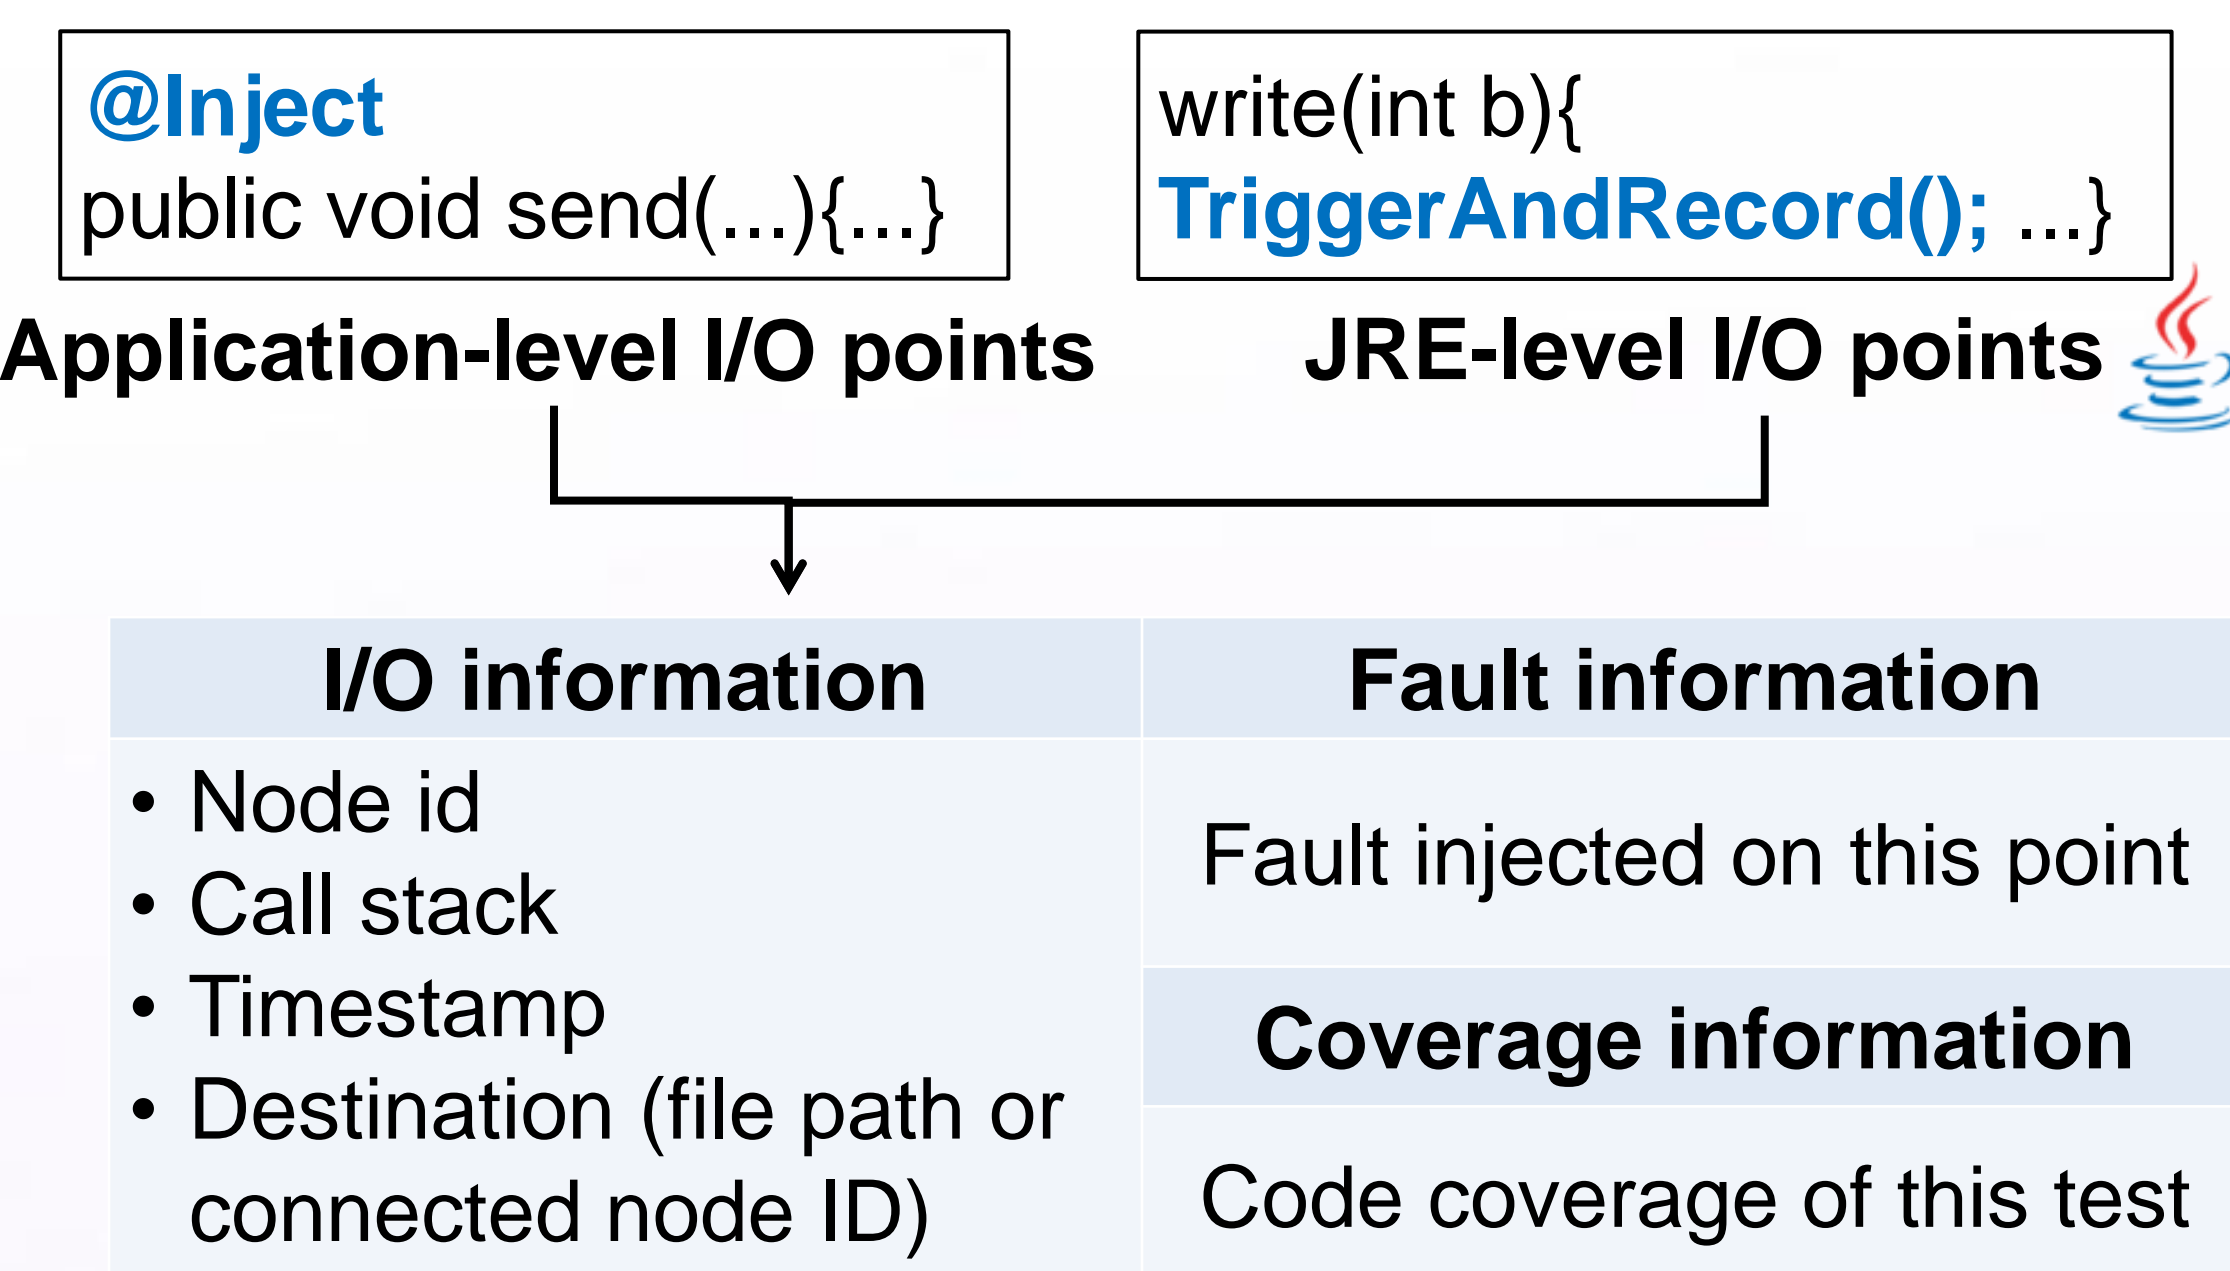 @Inject
public void send(...){...}
write(int b){
TriggerAndRecord(); ...}
Application-level I/O points
JRE-level I/O points
I/O information
• Node id
• Call stack
• Timestamp
• Destination (file path or
connected node ID)
Fault information
Fault injected on this point
Coverage information
Code coverage of this test